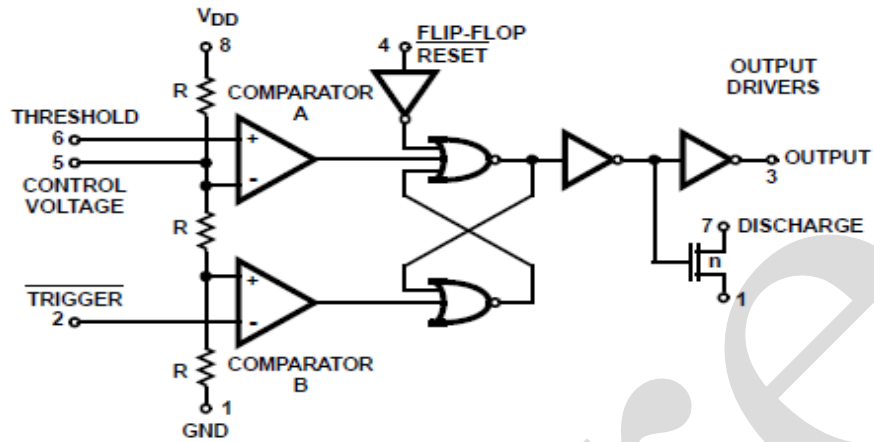 VDD
8
4
FLIP-FLOP
RESET
R
COMPARATOR
A
OUTPUT
DRIVERS
THRESHOLD
6
+
5
-
CONTROL
VOLTAGE
OUTPUT
3
R
7 DISCHARGE
n
1
+
TRIGGER
2
-
R
COMPARATOR
B
1
GND
re